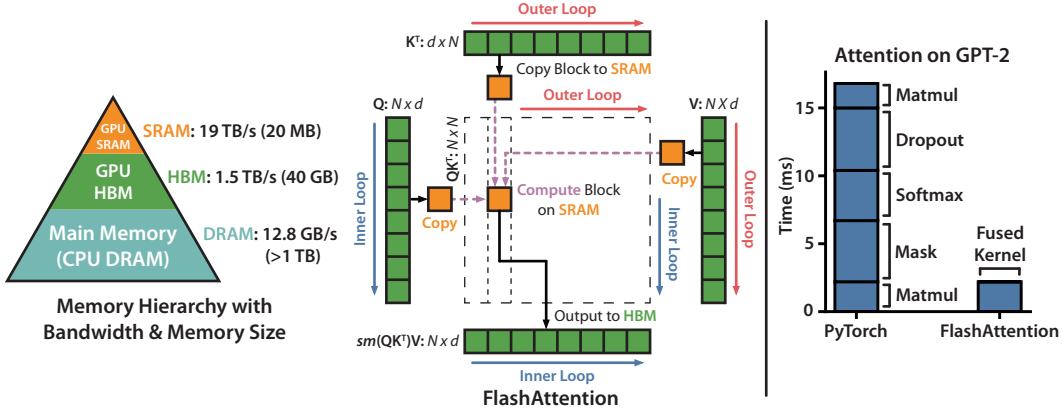 GPU
SRAM
GPU
HBM
Main Memory
(CPU DRAM)
SRAM: 19 TB/s (20 MB)
HBM: 1.5 TB/s (40 GB)
DRAM: 12.8 GB/s
(>1 TB)
Memory Hierarchy with
Bandwidth & Memory Size
Outer Loop
Kᵀ: d x N
Copy Block to SRAM
Outer Loop
Q: N x d
QKᵀ: N x N
V: N X d
Copy
Copy
Compute Block
on SRAM
Inner Loop
Inner Loop
Outer Loop
Output to HBM
sm(QKᵀ)V: N x d
Inner Loop
FlashAttention
Attention on GPT-2
Time (ms)
15
10
5
0
Matmul
Dropout
Softmax
Mask
Matmul
Fused
Kernel
PyTorch
FlashAttention